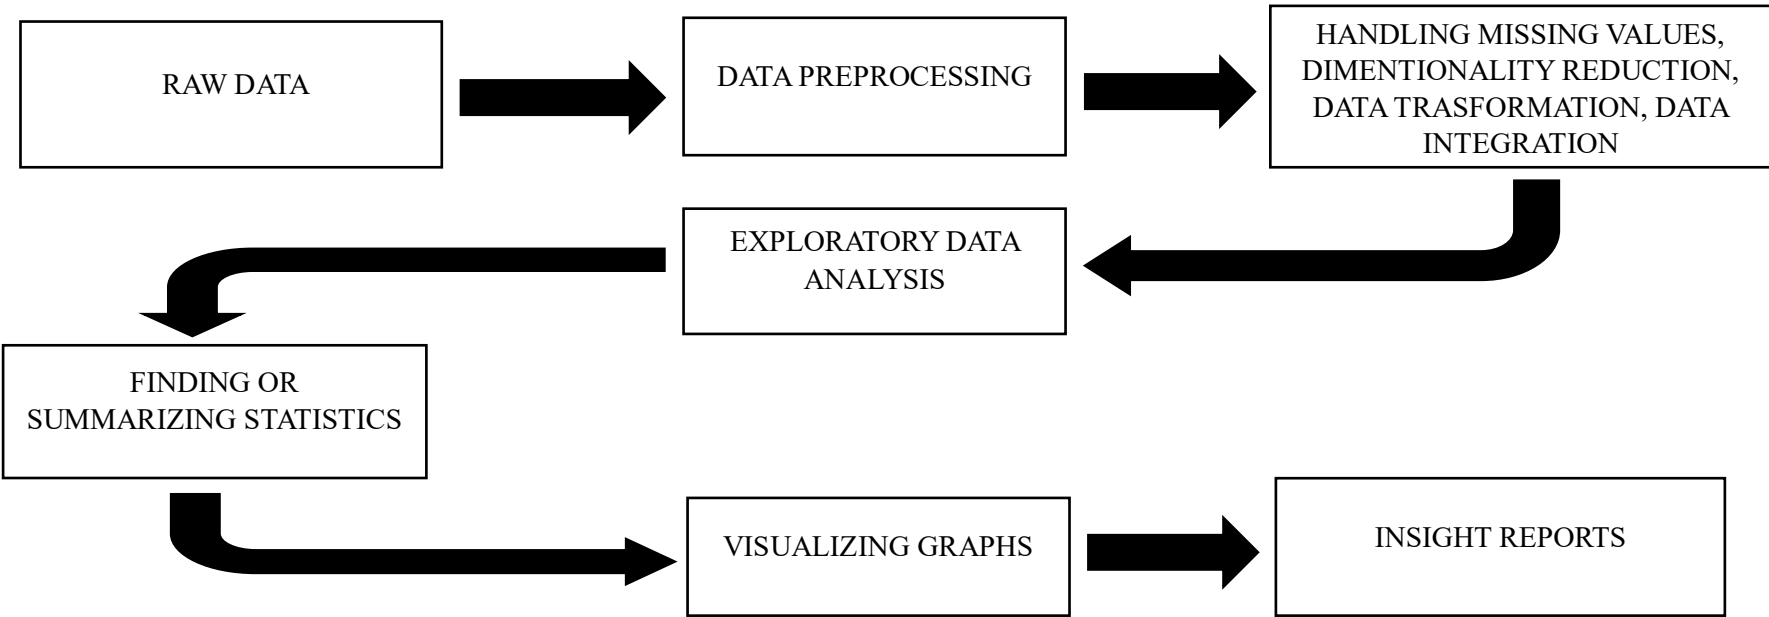 RAW DATA
DATA PREPROCESSING
HANDLING MISSING VALUES,
DIMENTIONALITY REDUCTION,
DATA TRASFORMATION, DATA
INTEGRATION
EXPLORATORY DATA
ANALYSIS
FINDING OR
SUMMARIZING STATISTICS
VISUALIZING GRAPHS
INSIGHT REPORTS